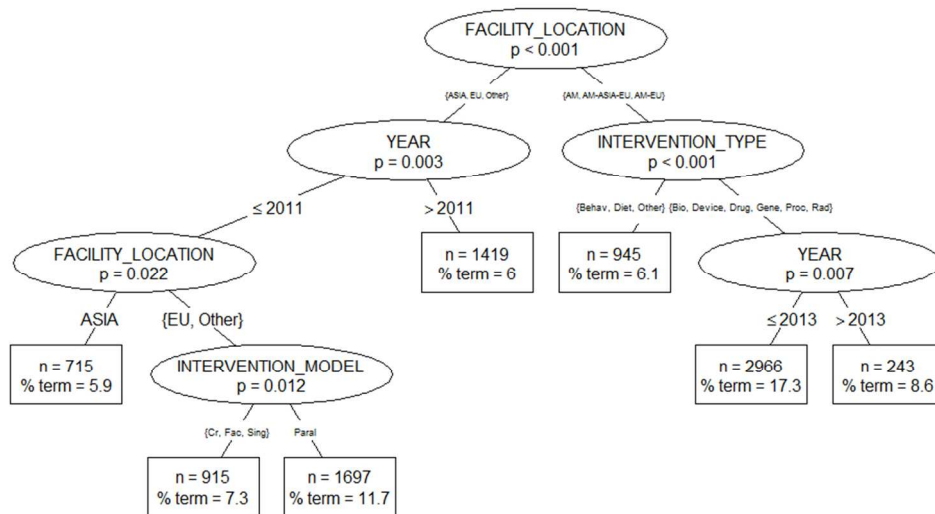 FACILITY_LOCATION
p < 0.001
{ASIA, EU, Other}
{AM, AM-ASIA-EU, AM-EU}
YEAR
p = 0.003
INTERVENTION_TYPE
p < 0.001
≤ 2011
> 2011
{Behav, Diet, Other}
{Bio, Device, Drug, Gene, Proc, Rad}
FACILITY_LOCATION
p = 0.022
n = 1419
% term = 6
n = 945
% term = 6.1
YEAR
p = 0.007
ASIA
{EU, Other}
≤ 2013
> 2013
n = 715
% term = 5.9
INTERVENTION_MODEL
p = 0.012
n = 2966
% term = 17.3
n = 243
% term = 8.6
{Cr, Fac, Sing}
Paral
n = 915
% term = 7.3
n = 1697
% term = 11.7